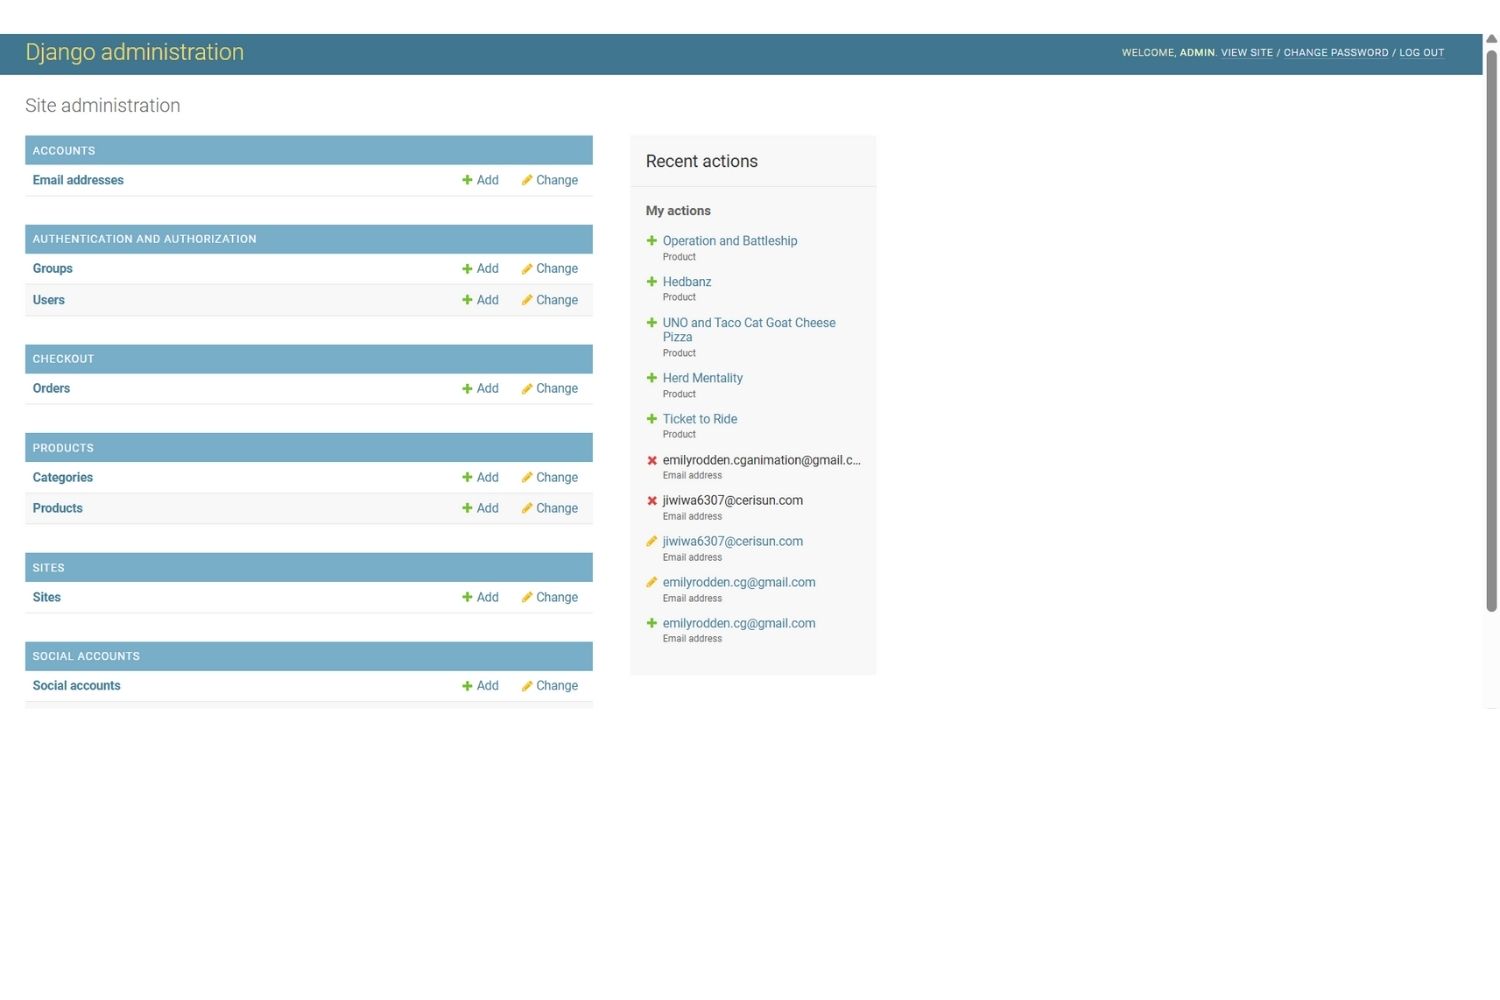 Django administration
WELCOME, ADMIN. VIEW SITE / CHANGE PASSWORD / LOG OUT
Site administration
ACCOUNTS
Email addresses Add Change
AUTHENTICATION AND AUTHORIZATION
Groups Add Change
Users Add Change
CHECKOUT
Orders Add Change
PRODUCTS
Categories Add Change
Products Add Change
SITES
Sites Add Change
SOCIAL ACCOUNTS
Social accounts Add Change
Recent actions
My actions
Operation and Battleship
Product
Hedbanz
Product
UNO and Taco Cat Goat Cheese
Pizza
Product
Herd Mentality
Product
Ticket to Ride
Product
emilyrodden.cganimation@gmail.c…
Email address
jiwiwa6307@cerisun.com
Email address
jiwiwa6307@cerisun.com
Email address
emilyrodden.cg@gmail.com
Email address
emilyrodden.cg@gmail.com
Email address